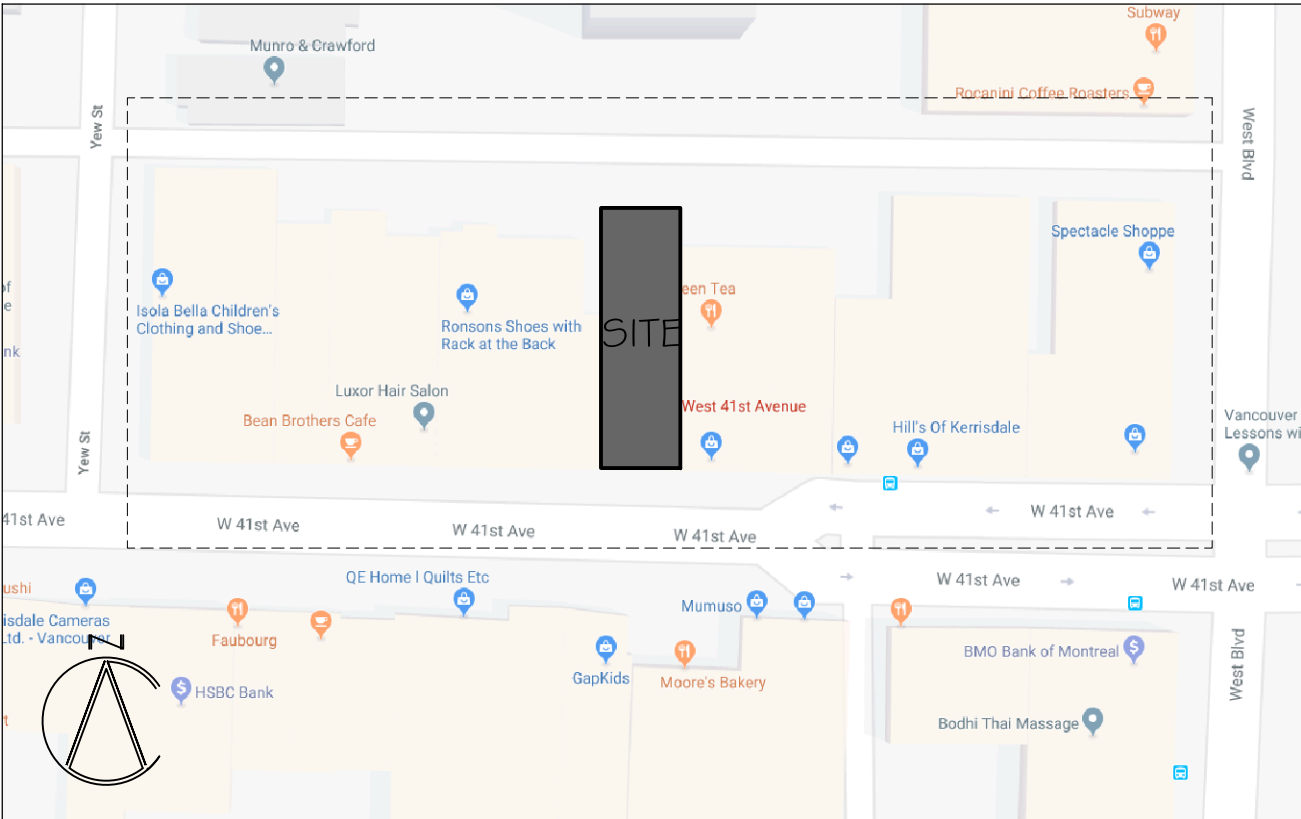 Subway
Munro & Crawford
Rocanini Coffee Roasters
Yew St
West Blvd
Spectacle Shoppe
Isola Bella Children's
Clothing and Shoe...
een Tea
Ronsons Shoes with
Rack at the Back
SITE
nk
Luxor Hair Salon
West 41st Avenue
Bean Brothers Cafe
Hill's Of Kerrisdale
Vancouver
Lessons wi
Yew St
41st Ave
W 41st Ave
W 41st Ave
W 41st Ave
W 41st Ave
QE Home | Quilts Etc
W 41st Ave
W 41st Ave
ushi
Mumuso
isdale Cameras
Ltd. - Vancouver
Faubourg
N
BMO Bank of Montreal
West Blvd
GapKids
Moore's Bakery
HSBC Bank
Bodhi Thai Massage